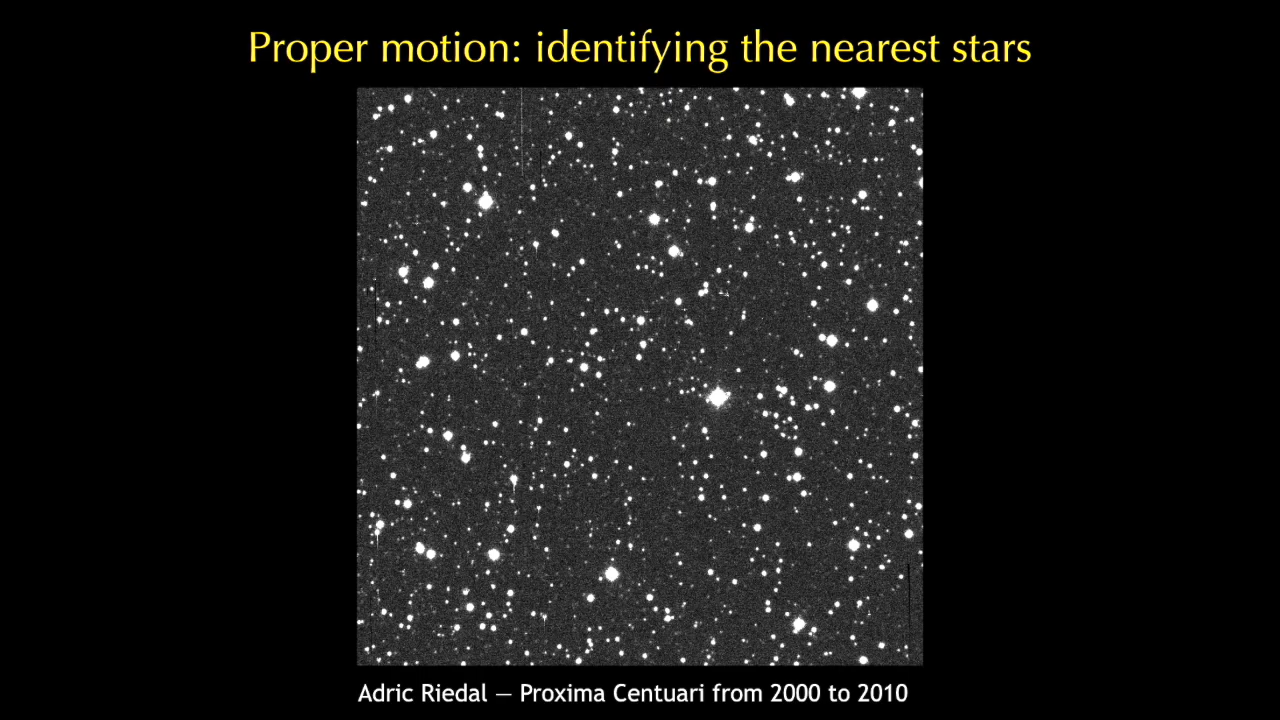 Proper motion: identifying the nearest stars
Adric Riedal — Proxima Centuari from 2000 to 2010